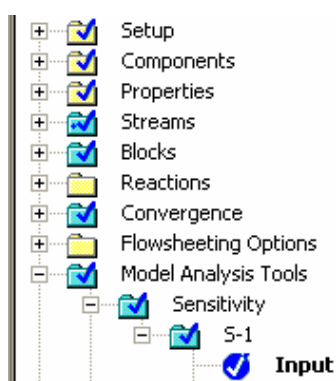 Setup
Components
Properties
Streams
Blocks
Reactions
Convergence
Flowsheeting Options
Model Analysis Tools
Sensitivity
S-1
Input